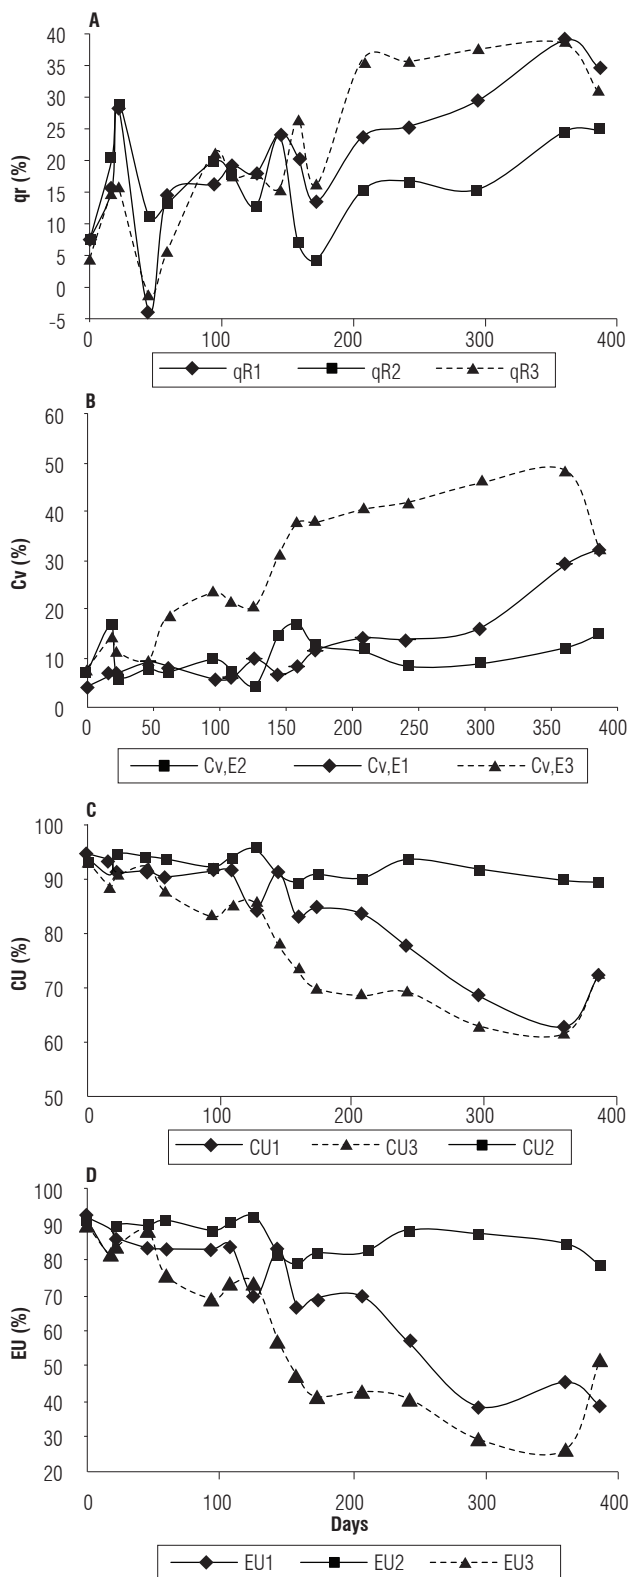 A
40
35
30
25
20
15
10
5
0
-5
qr (%)
0 100 200 300 400
qR1 qR2 qR3
B
60
50
40
30
20
10
0
Cv (%)
0 50 100 150 200 250 300 350 400
Cv,E2 Cv,E1 Cv,E3
C
100
90
80
70
60
50
CU (%)
0 100 200 300 400
CU1 CU3 CU2
D
100
90
80
70
60
50
40
30
20
EU (%)
0 100 200 300 400
Days
EU1 EU2 EU3